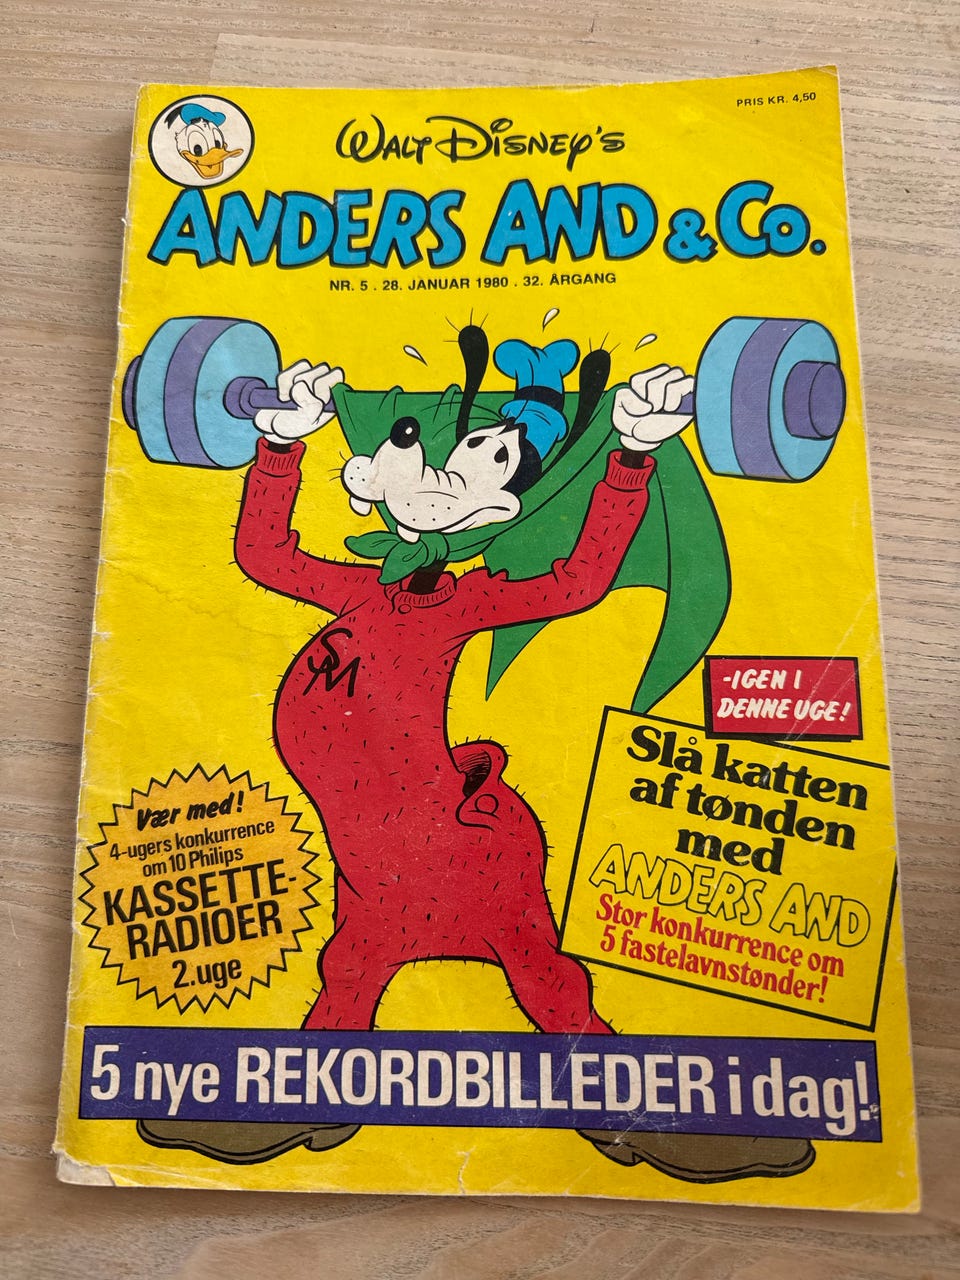 PRIS KR. 4,50
WALT DISNEY'S
ANDERS AND & Co.
NR. 5 . 28. JANUAR 1980 . 32. ÅRGANG
SM
-IGEN I
DENNE UGE!
Slå katten
af tønden
med
ANDERS AND
Stor konkurrence om
5 fastelavnstønder!
Vær med!
4-ugers konkurrence
om 10 Philips
KASSETTE-
RADIOER
2.uge
5 nye REKORDBILLEDER i dag!